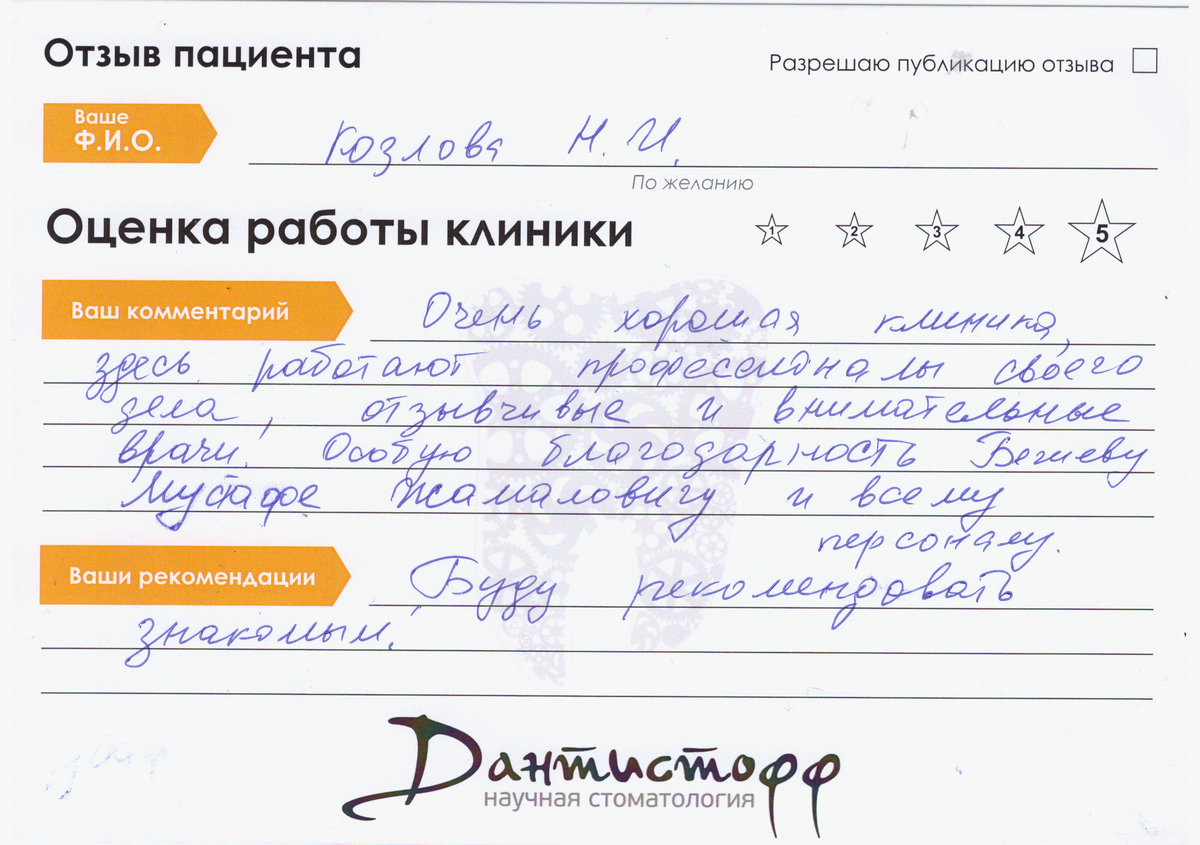 Отзыв пациента
Разрешаю публикацию отзыва
Ваше
Ф.И.О.
Козлова Н. И.
По желанию
Оценка работы клиники
1 2 3 4 5
Ваш комментарий
Очень хорошая клиника,
здесь работают професеионалы своего
дела, отзывчивые и внимательные
врачи. Особую благодарность
Мустафе Жамаловичу и всему
персоналу.
Ваши рекомендации
Буду рекомендовать
знакомым.
Дантистофф
научная стоматология